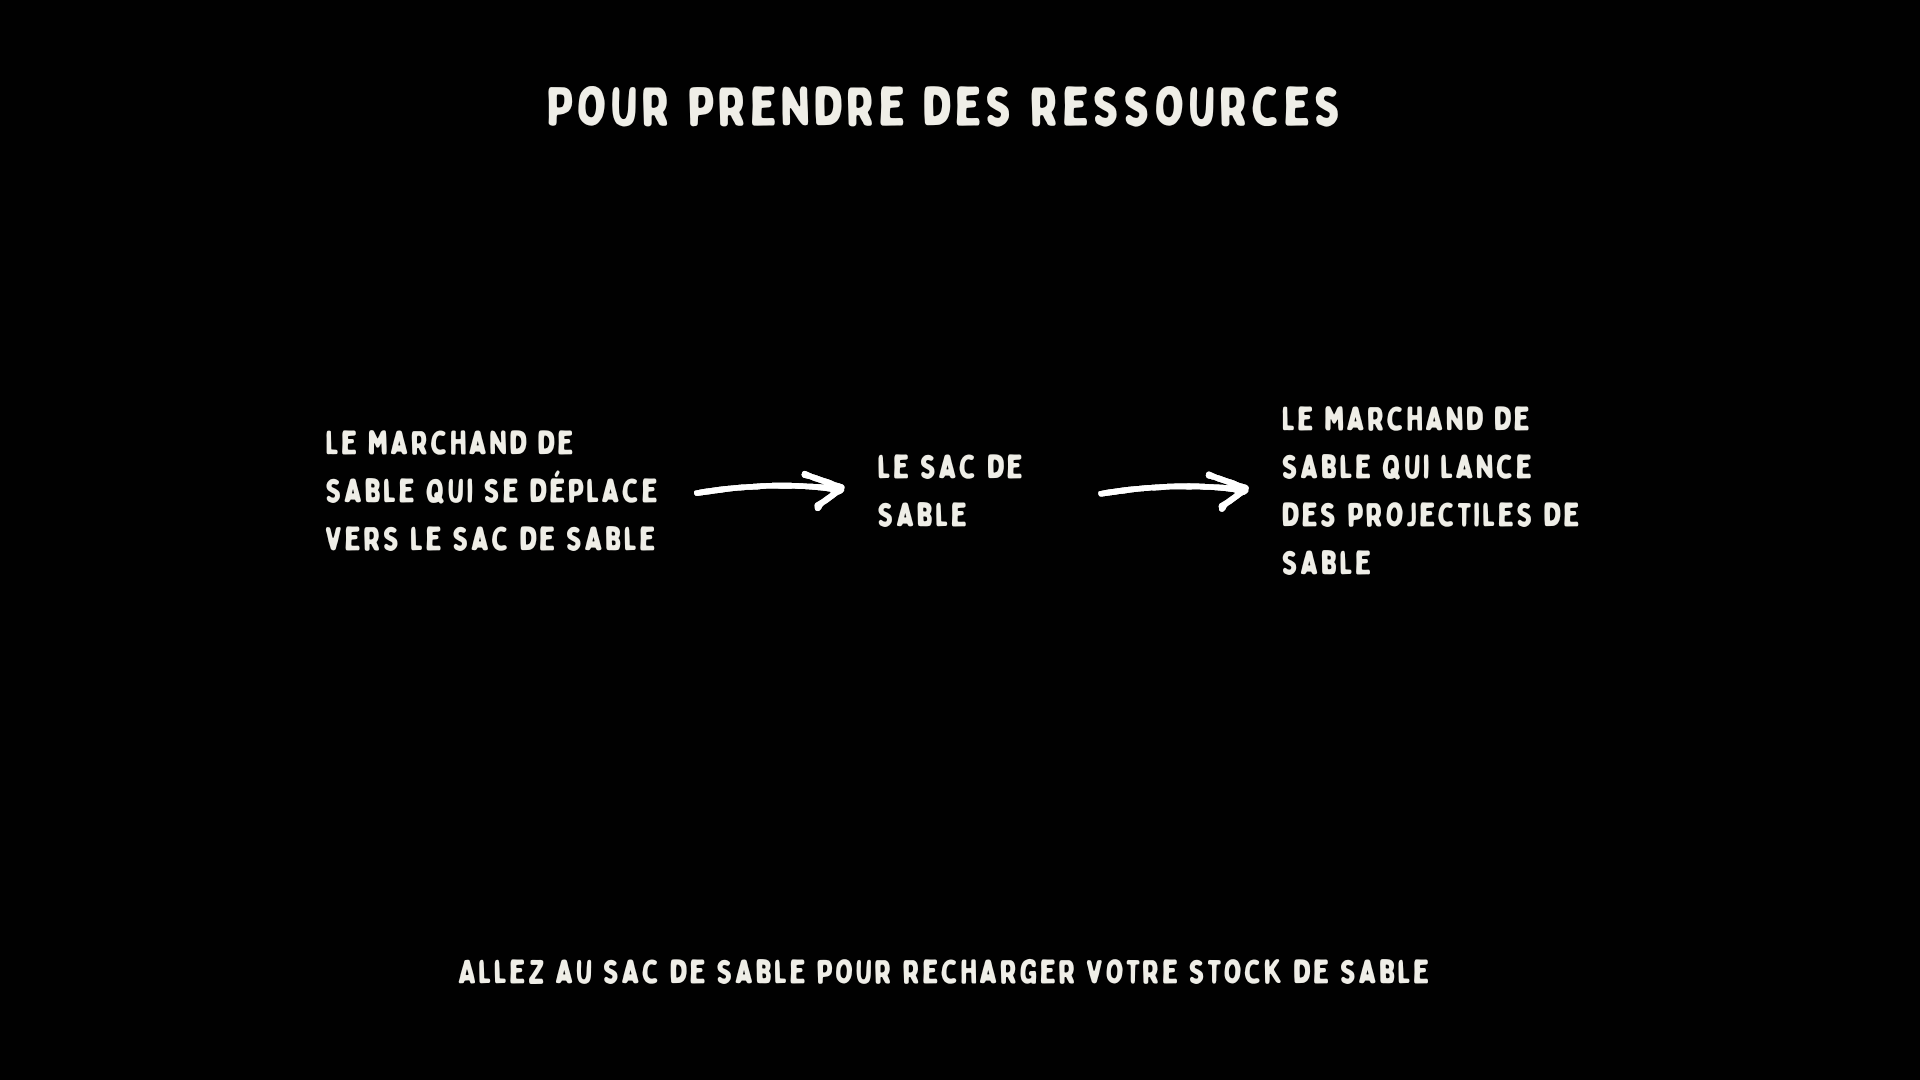 POUR PRENDRE DES RESSOURCES
LE MARCHAND DE
SABLE QUI SE DÉPLACE
VERS LE SAC DE SABLE
LE SAC DE
SABLE
LE MARCHAND DE
SABLE QUI LANCE
DES PROJECTILES DE
SABLE
ALLEZ AU SAC DE SABLE POUR RECHARGER VOTRE STOCK DE SABLE